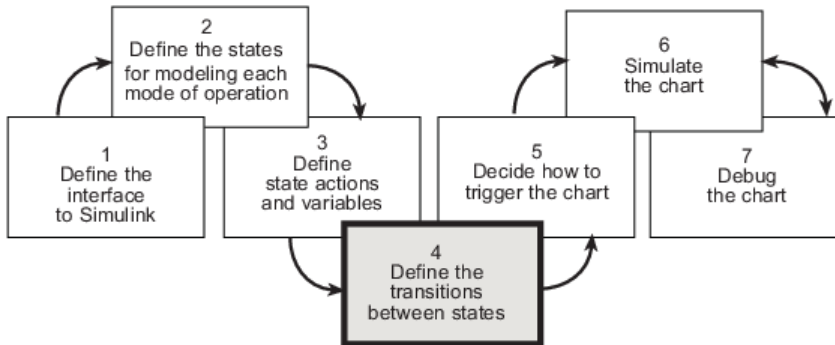 1
Define the
interface
to Simulink
2
Define the states
for modeling each
mode of operation
3
Define
state actions
and variables
4
Define the
transitions
between states
5
Decide how to
trigger the chart
6
Simulate
the chart
7
Debug
the chart